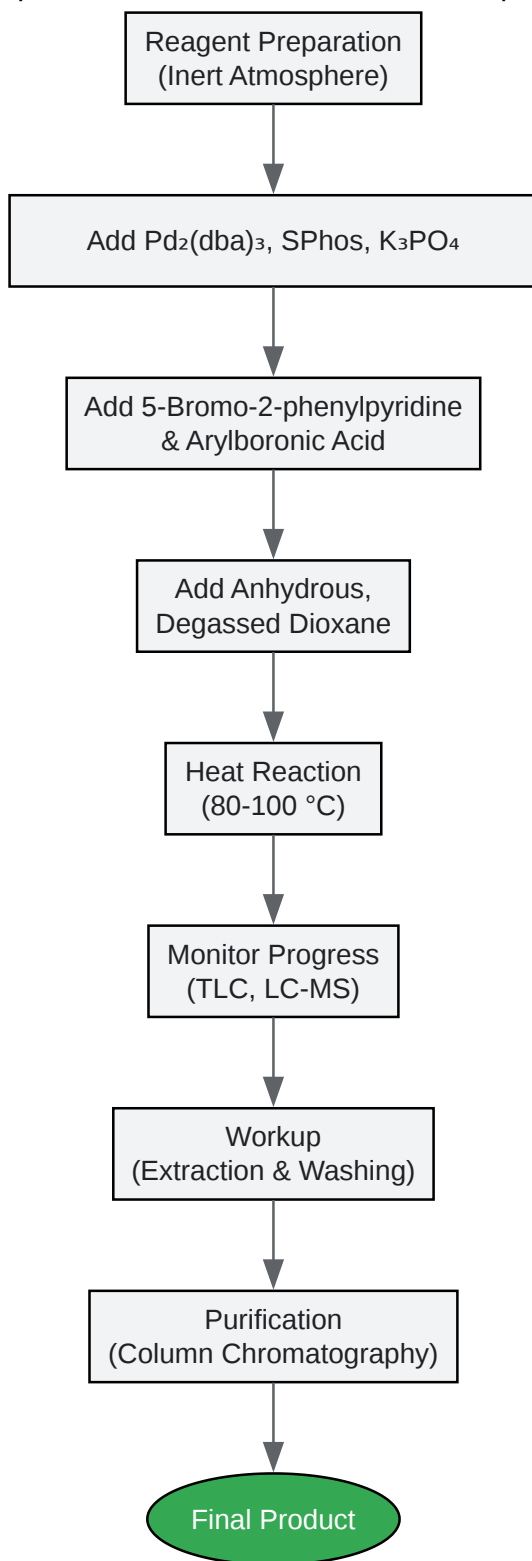 Reagent Preparation
(Inert Atmosphere)
Add Pd₂(dba)₃, SPhos, K₃PO₄
Add 5-Bromo-2-phenylpyridine
& Arylboronic Acid
Add Anhydrous,
Degassed Dioxane
Heat Reaction
(80-100 °C)
Monitor Progress
(TLC, LC-MS)
Workup
(Extraction & Washing)
Purification
(Column Chromatography)
Final Product